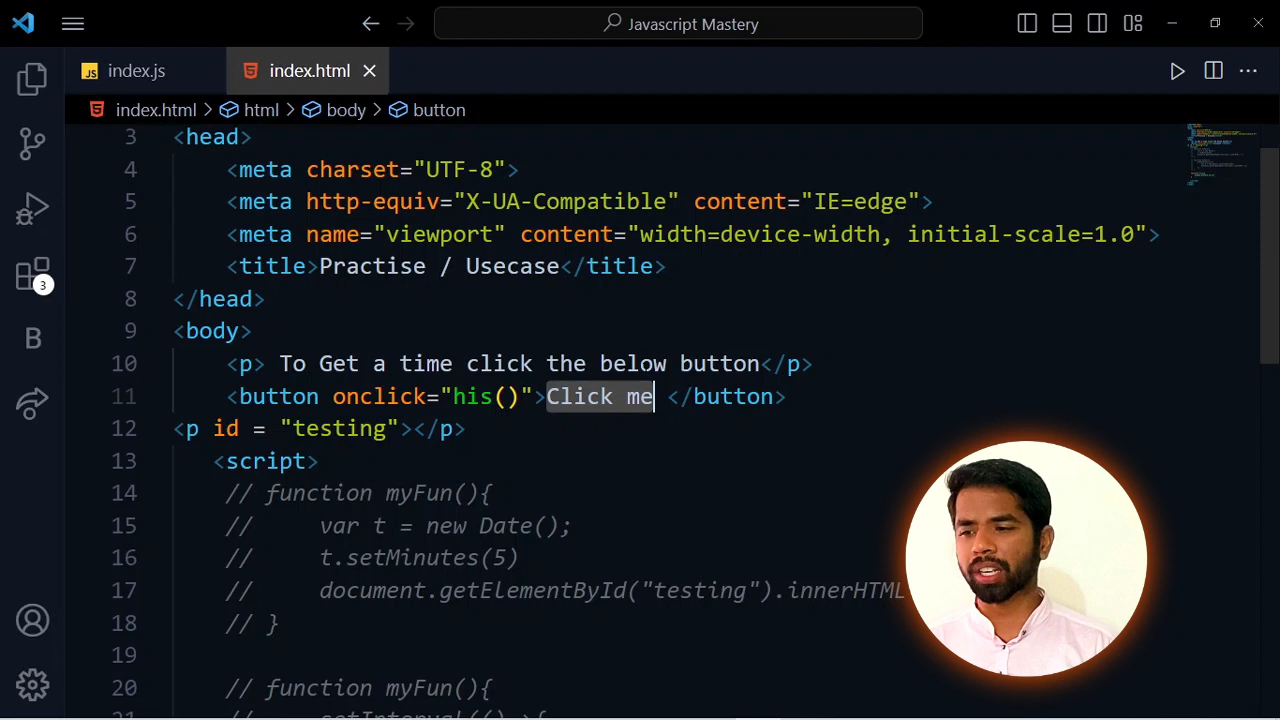 Javascript Mastery
JS index.js
index.html
index.html > html > body > button
3 <head>
4 <meta charset="UTF-8">
5 <meta http-equiv="X-UA-Compatible" content="IE=edge">
6 <meta name="viewport" content="width=device-width, initial-scale=1.0">
7 <title>Practise / Usecase</title>
8 </head>
9 <body>
10 <p> To Get a time click the below button</p>
11 <button onclick="his()">Click me </button>
12 <p id = "testing"></p>
13 <script>
14 // function myFun(){
15 // var t = new Date();
16 // t.setMinutes(5)
17 // document.getElementById("testing").innerHTML
18 // }
19
20 // function myFun(){
21 // setInterval(() =>{
3
B